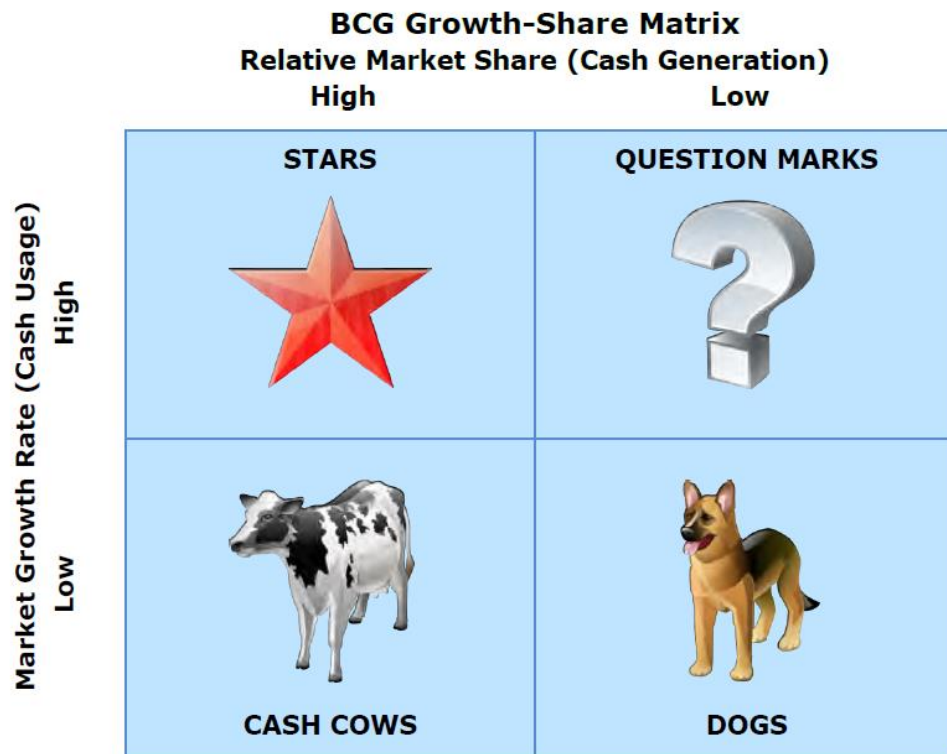 BCG Growth-Share Matrix
Relative Market Share (Cash Generation)
High
Low
Market Growth Rate (Cash Usage)
High
Low
STARS
QUESTION MARKS
CASH COWS
DOGS